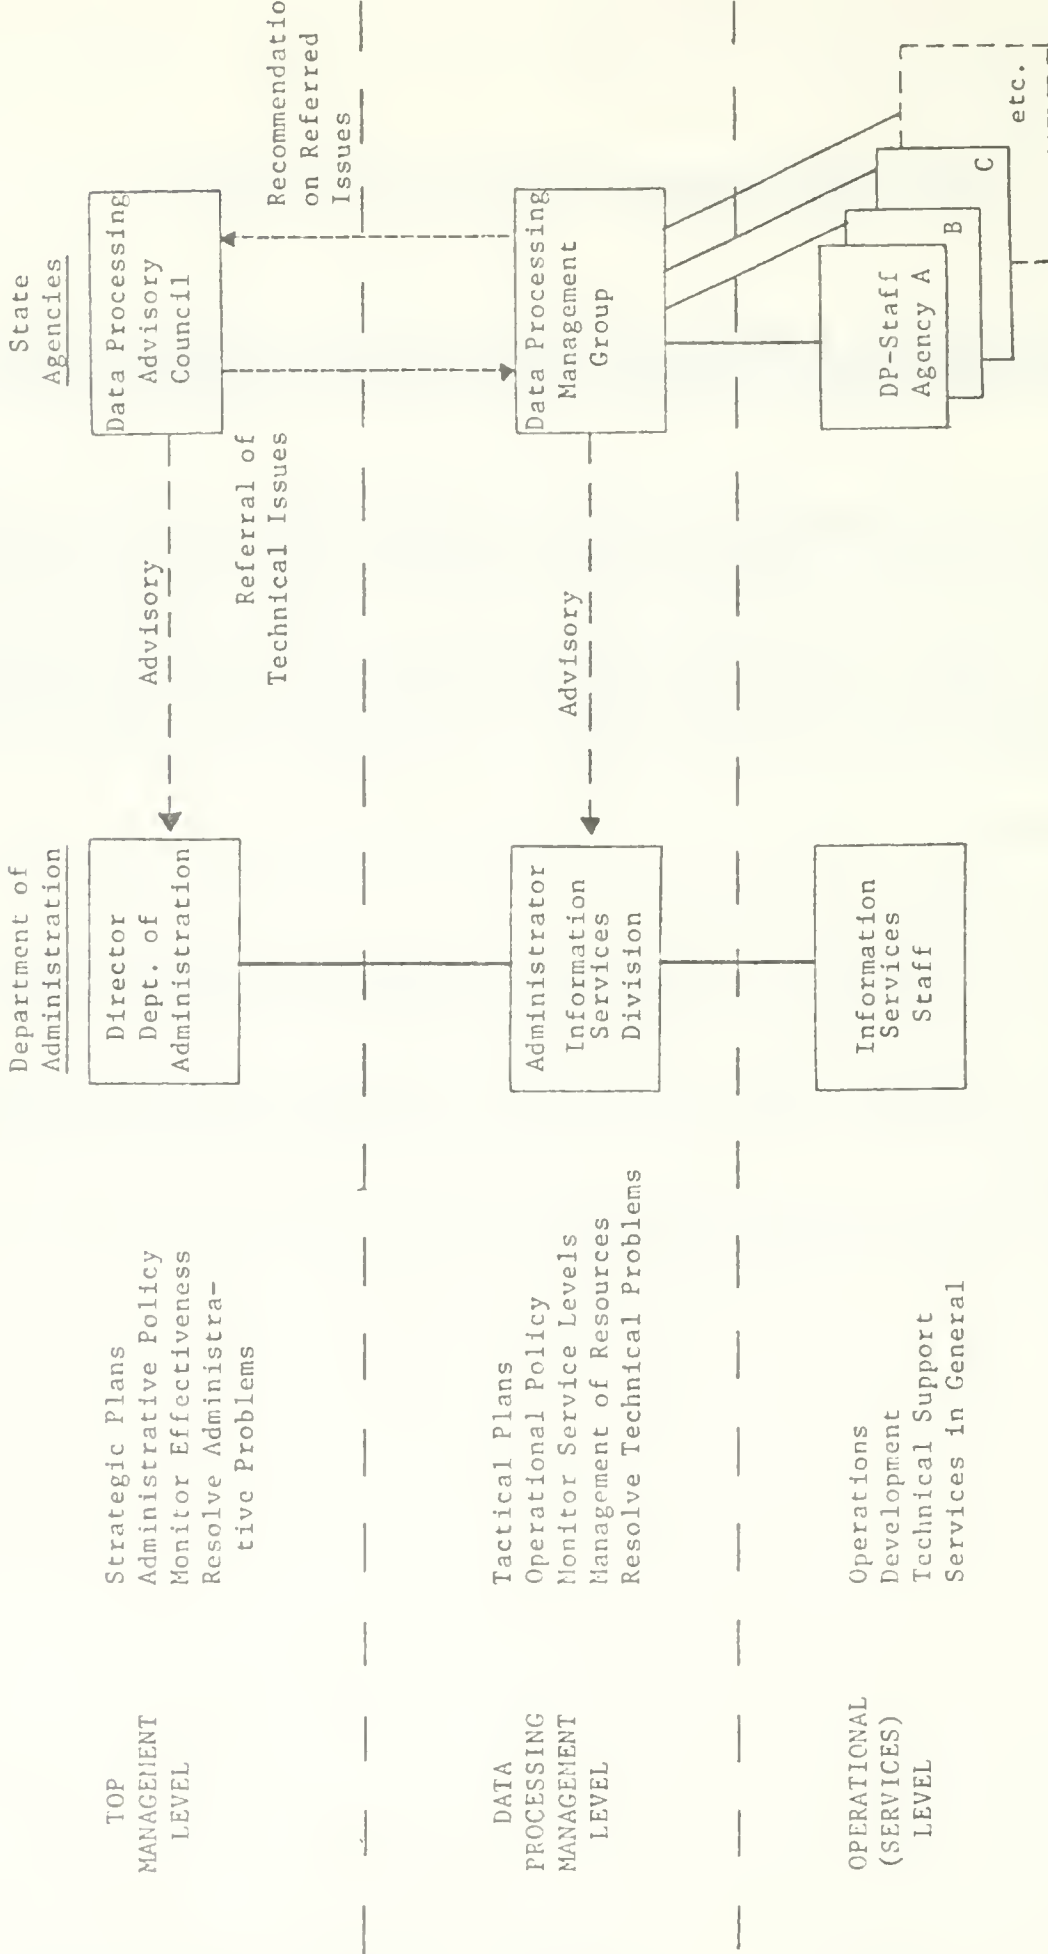 Department of
Administration
State
Agencies
TOP
MANAGEMENT
LEVEL
Strategic Plans
Administrative Policy
Monitor Effectiveness
Resolve Administra-
tive Problems
Director
Dept. of
Administration
Advisory
Data Processing
Advisory
Council
Referral of
Technical Issues
Recommendatio
on Referred
Issues
DATA
PROCESSING
MANAGEMENT
LEVEL
Tactical Plans
Operational Policy
Monitor Service Levels
Management of Resources
Resolve Technical Problems
Administrator
Information
Services
Division
Advisory
Data Processing
Management
Group
OPERATIONAL
(SERVICES)
LEVEL
Operations
Development
Technical Support
Services in General
Information
Services
Staff
DP-Staff
Agency A
B
C
etc.